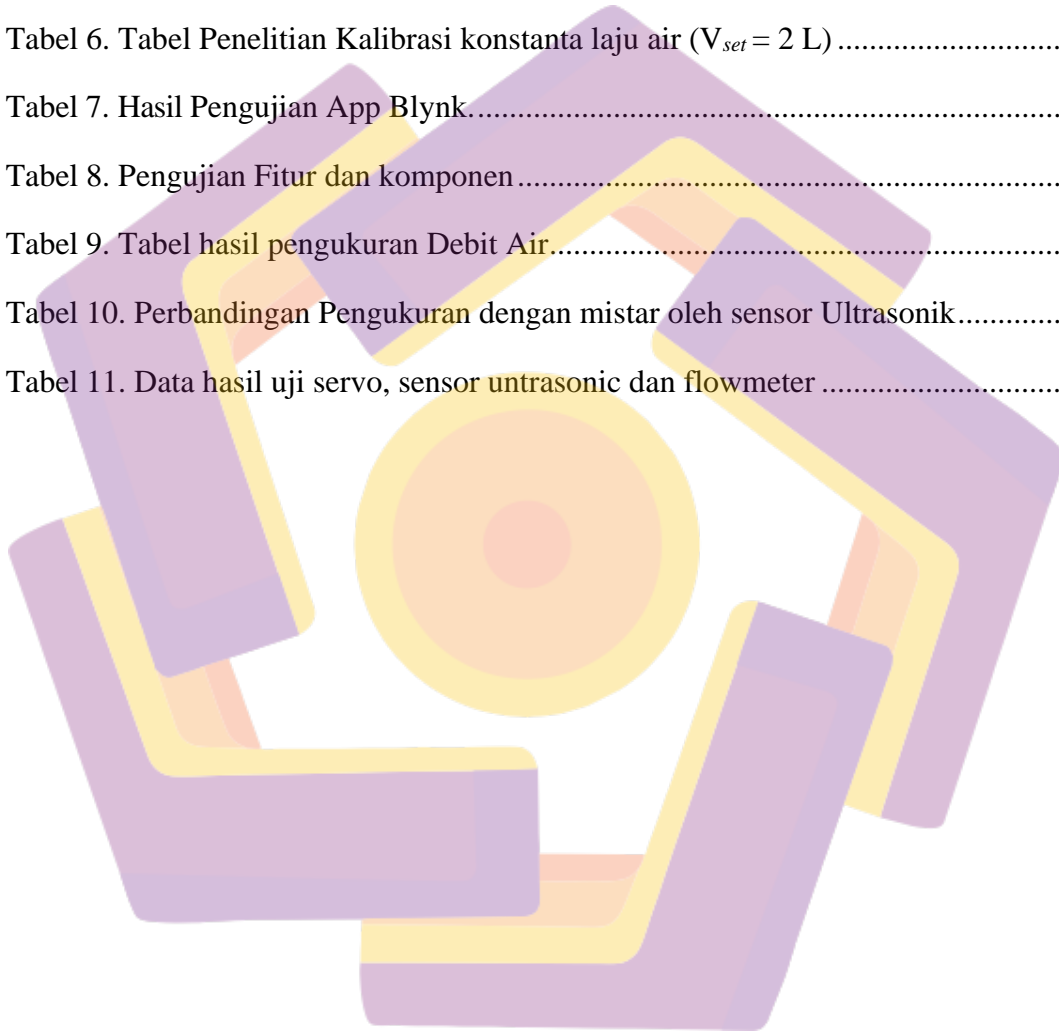 Tabel 6. Tabel Penelitian Kalibrasi konstanta laju air (Vset = 2 L) ............................
Tabel 7. Hasil Pengujian App Blynk.........................................................................
Tabel 8. Pengujian Fitur dan komponen ...................................................................
Tabel 9. Tabel hasil pengukuran Debit Air...............................................................
Tabel 10. Perbandingan Pengukuran dengan mistar oleh sensor Ultrasonik.............
Tabel 11. Data hasil uji servo, sensor untrasonic dan flowmeter ..............................